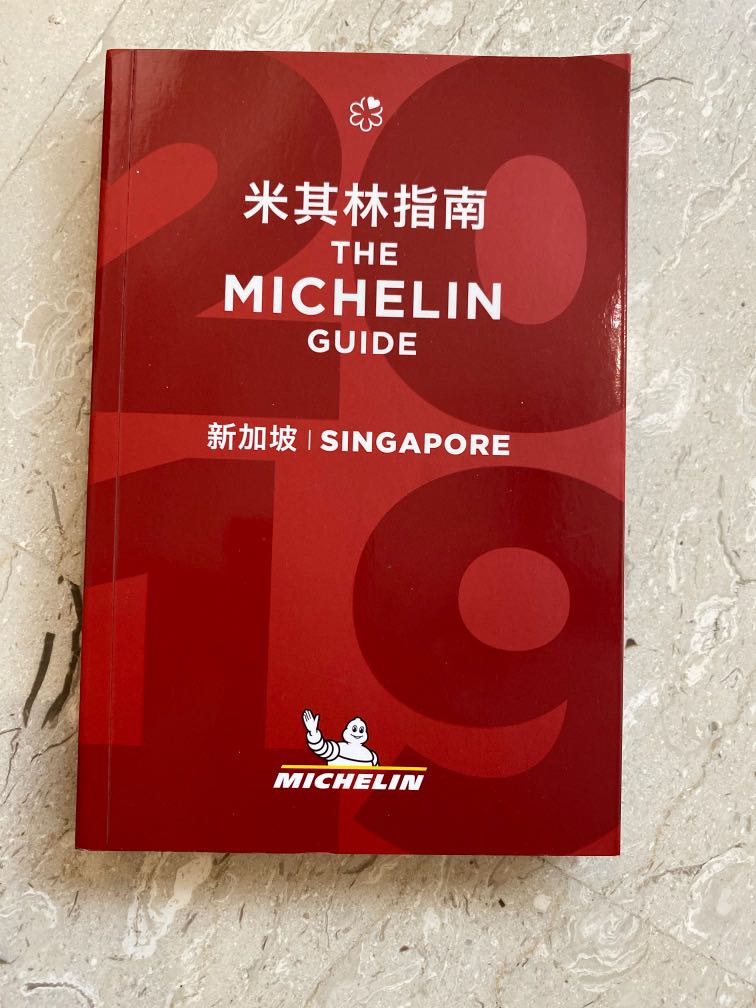 2019
米其林指南
THE
MICHELIN
GUIDE
新加坡 | SINGAPORE
MICHELIN